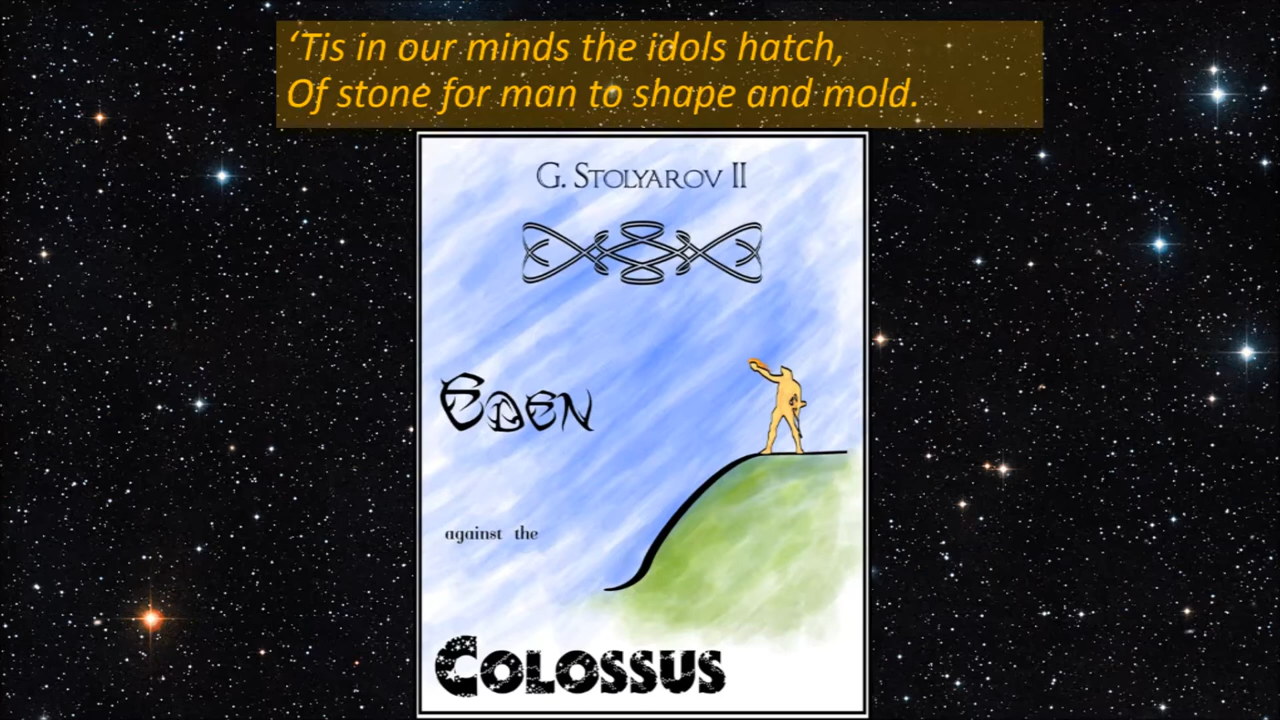 ‘Tis in our minds the idols hatch,
Of stone for man to shape and mold.
G. Stolyarov II
Eden
against the
Colossus